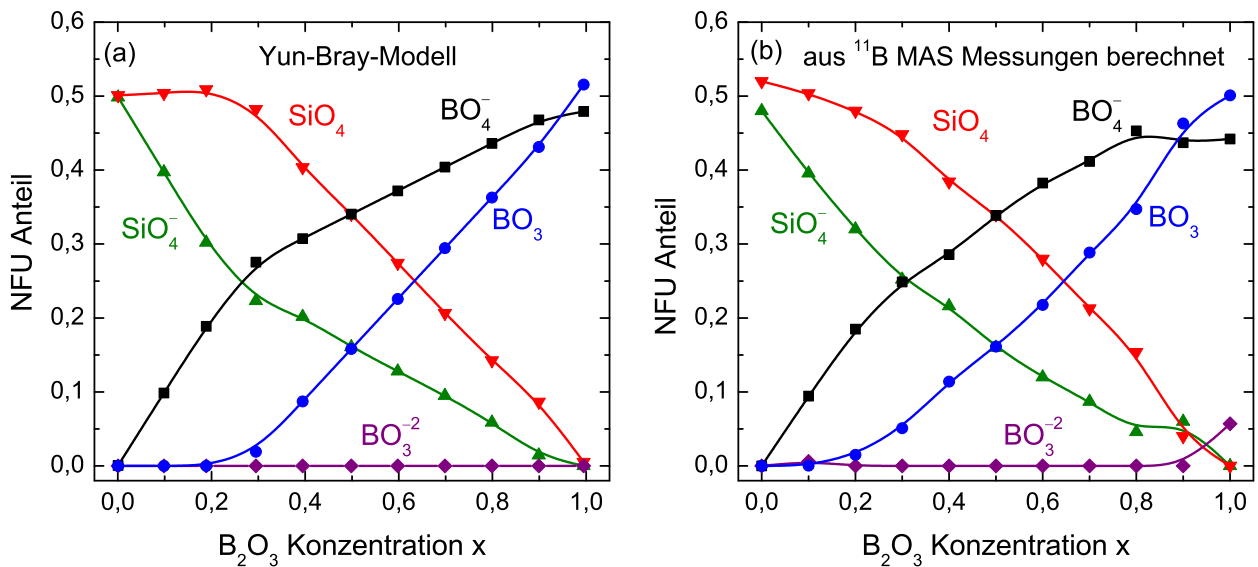 (a)
Yun-Bray-Modell
0,6
0,5
0,4
0,3
0,2
0,1
0,0
NFU Anteil
SiO₄
BO₄⁻
SiO₄⁻
BO₃
BO₃⁻²
0,0 0,2 0,4 0,6 0,8 1,0
B₂O₃ Konzentration x
(b)
aus ¹¹B MAS Messungen berechnet
0,6
0,5
0,4
0,3
0,2
0,1
0,0
NFU Anteil
SiO₄
BO₄⁻
SiO₄⁻
BO₃
BO₃⁻²
0,0 0,2 0,4 0,6 0,8 1,0
B₂O₃ Konzentration x